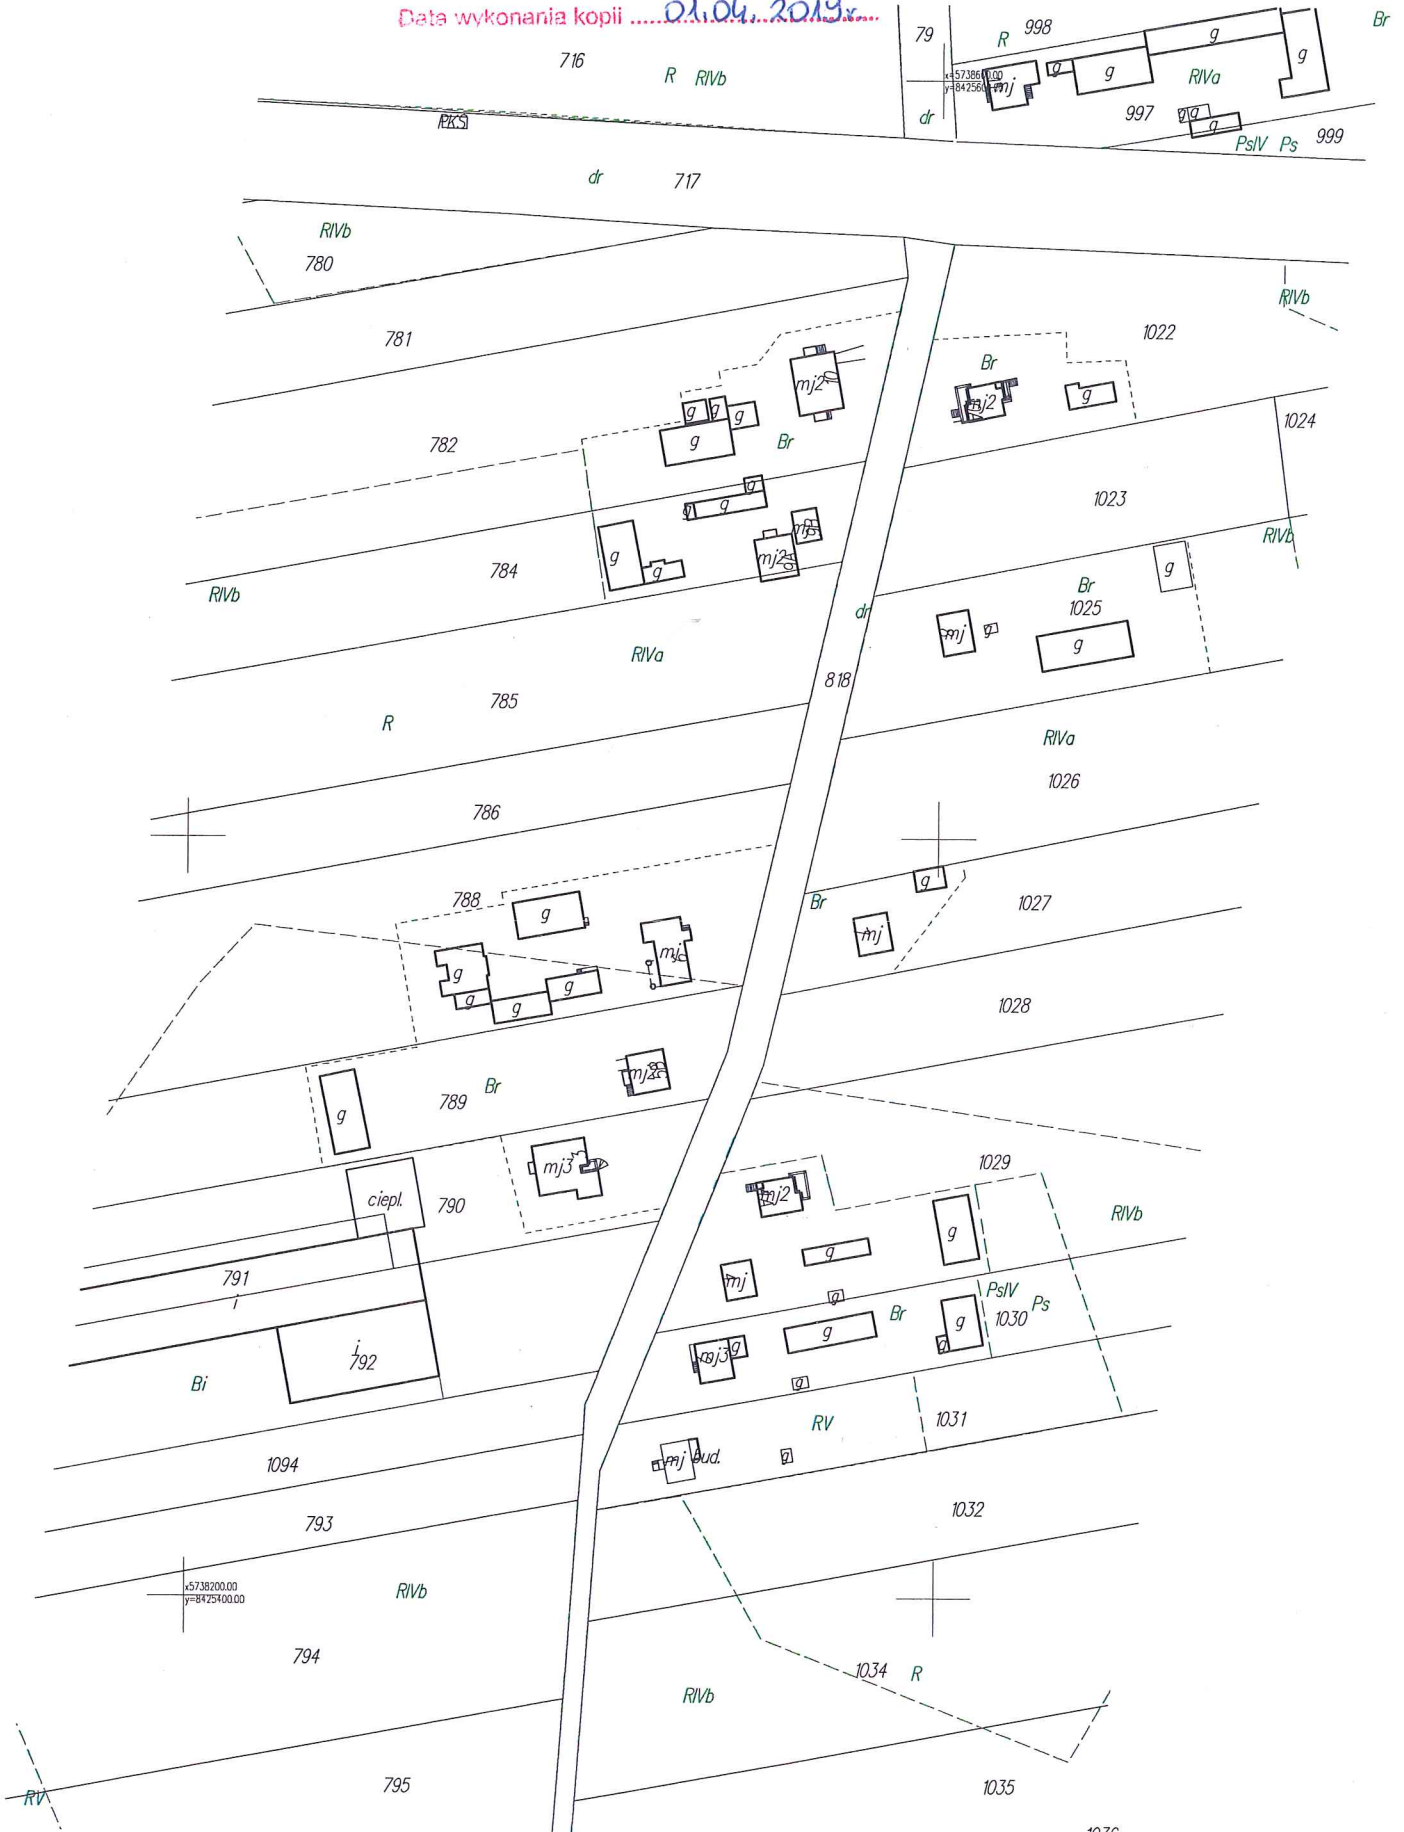 Data wykonania kopii ..... 01.04.2019r.
79
R 998
Br
716
R RIVb
g
g
g
g
x=5738600.00
mj
RIVa
PKS
dr
997
g g
g
PsIV Ps 999
dr 717
RIVb
780
RIVb
781
1022
mj2
Br
mj2
g
g g g
g
782
Br
1024
g
1023
g g
RIVb
g
mj2
g
784
g
Br
RIVb
dr
1025
mj g
g
RIVa
818
785
R
RIVa
1026
786
g
788
Br
1027
g
mj
mj
g
g
g
g
1028
mj2
Br
789
g
mj3
1029
ciepl.
790
mj2
RIVb
g
g
791
mj
i
PsIV
g
Ps
Br
1030
g
g
i
792
mj3 g
g
Bi
g
RV
1031
1094
mj bud.
g
793
1032
x5738200.00
y=8425400.00
RIVb
794
1034 R
RIVb
795
1035
RV
1036